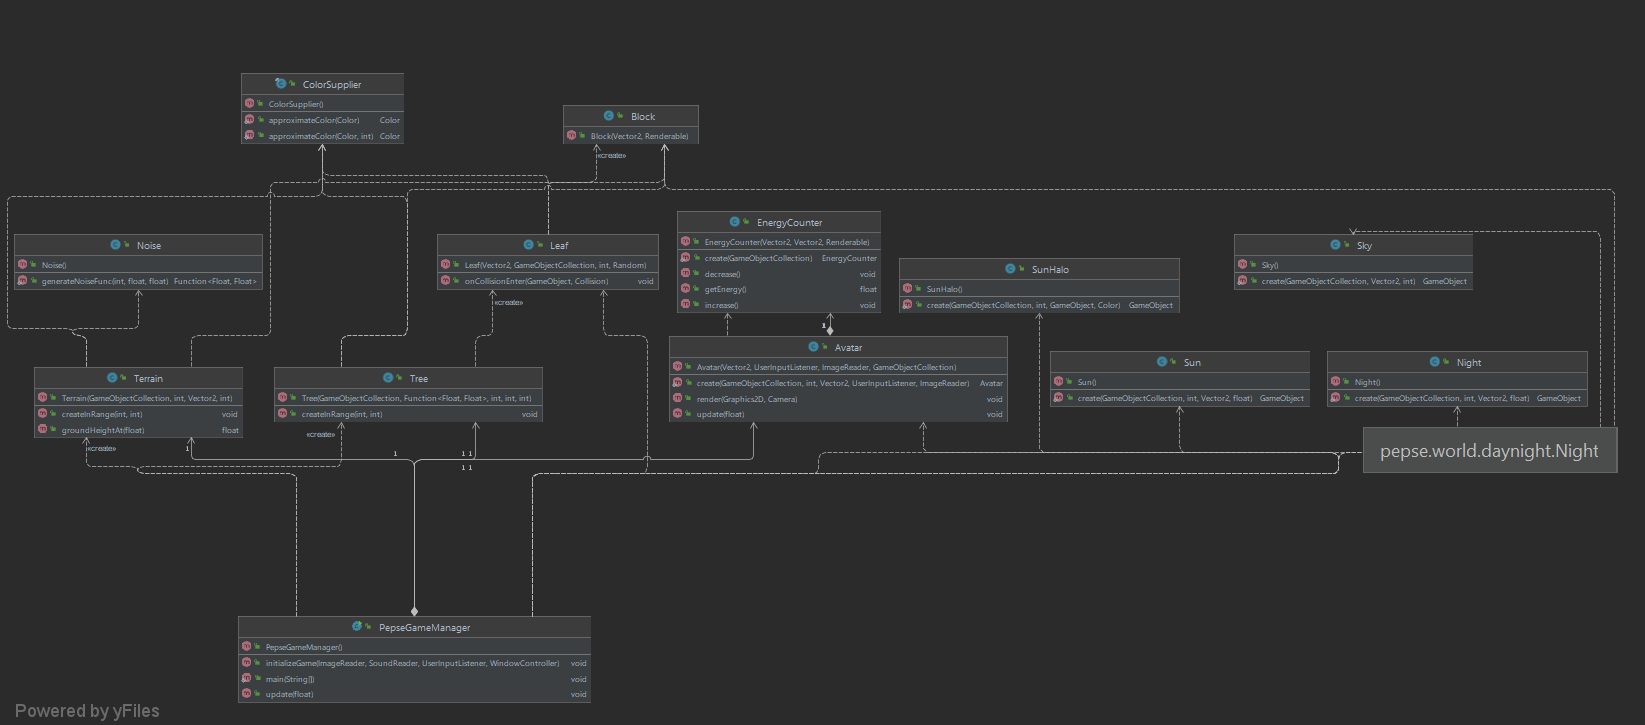 ColorSupplier
ColorSupplier()
approximateColor(Color) Color
approximateColor(Color, int) Color
Block
Block(Vector2, Renderable)
«create»
Noise
Noise()
generateNoiseFunc(int, float, float) Function<Float, Float>
Leaf
Leaf(Vector2, GameObjectCollection, int, Random)
onCollisionEnter(GameObject, Collision) void
«create»
EnergyCounter
EnergyCounter(Vector2, Vector2, Renderable)
create(GameObjectCollection) EnergyCounter
decrease() void
getEnergy() float
increase() void
1
SunHalo
SunHalo()
create(GameObjectCollection, int, GameObject, Color) GameObject
Sky
Sky()
create(GameObjectCollection, Vector2, int) GameObject
Terrain
Terrain(GameObjectCollection, int, Vector2, int)
createInRange(int, int) void
groundHeightAt(float) float
«create»
1
Tree
Tree(GameObjectCollection, Function<Float, Float>, int, int, int)
createInRange(int, int) void
«create»
1
1 1
1 1
Avatar
Avatar(Vector2, UserInputListener, ImageReader, GameObjectCollection)
create(GameObjectCollection, int, Vector2, UserInputListener, ImageReader) Avatar
render(Graphics2D, Camera) void
update(float) void
Sun
Sun()
create(GameObjectCollection, int, Vector2, float) GameObject
Night
Night()
create(GameObjectCollection, int, Vector2, float) GameObject
pepse.world.daynight.Night
PepseGameManager
PepseGameManager()
initializeGame(ImageReader, SoundReader, UserInputListener, WindowController) void
main(String[]) void
update(float) void
Powered by yFiles